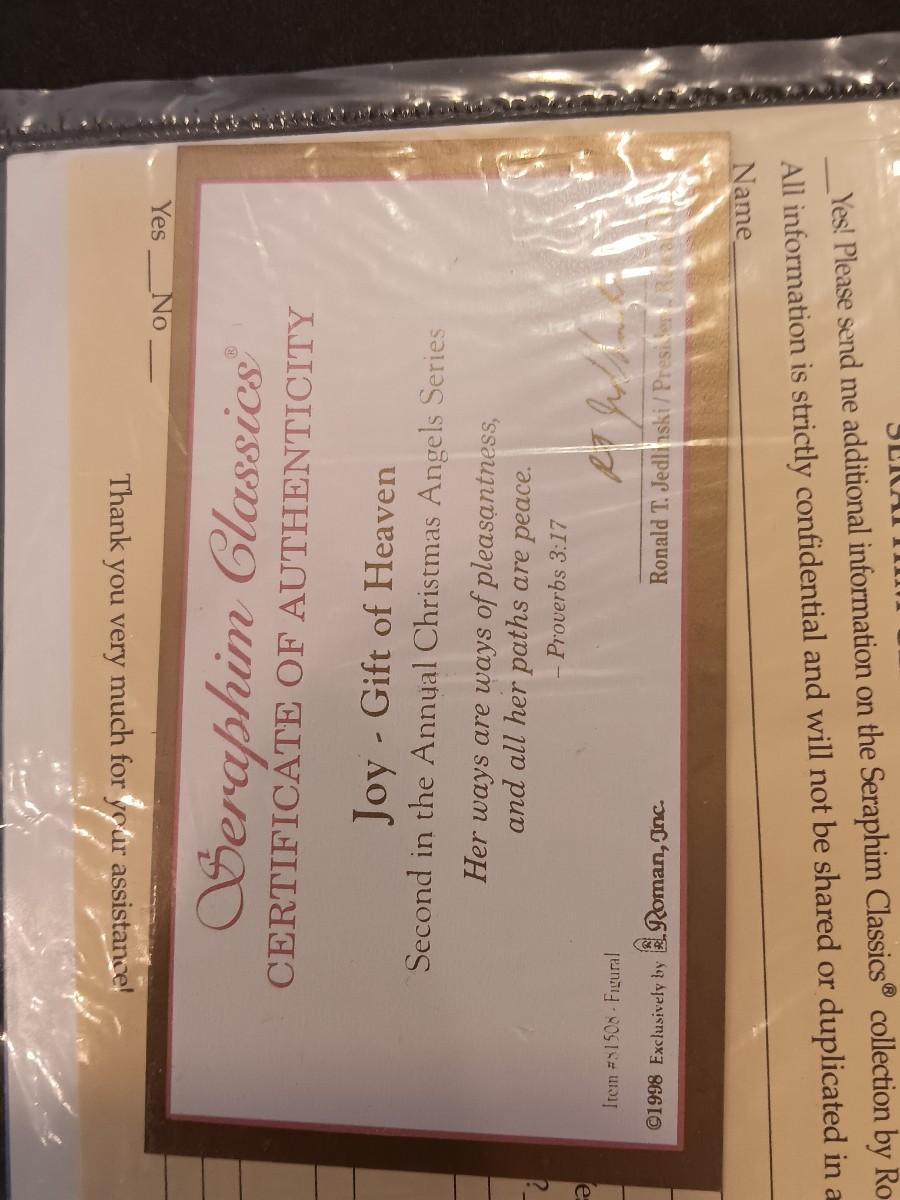 Seraphim Classics®
CERTIFICATE OF AUTHENTICITY
Joy - Gift of Heaven
Second in the Annual Christmas Angels Series
Her ways are ways of pleasantness,
and all her paths are peace.
– Proverbs 3:17
Ronald T. Jedlinski / President -
Item #81508 - Figural
©1998 Exclusively by Roman, Inc.
__Yes! Please send me additional information on the Seraphim Classics® collection by
All information is strictly confidential and will not be shared or duplicated in
Name
Yes __No __
Thank you very much for your assistance!